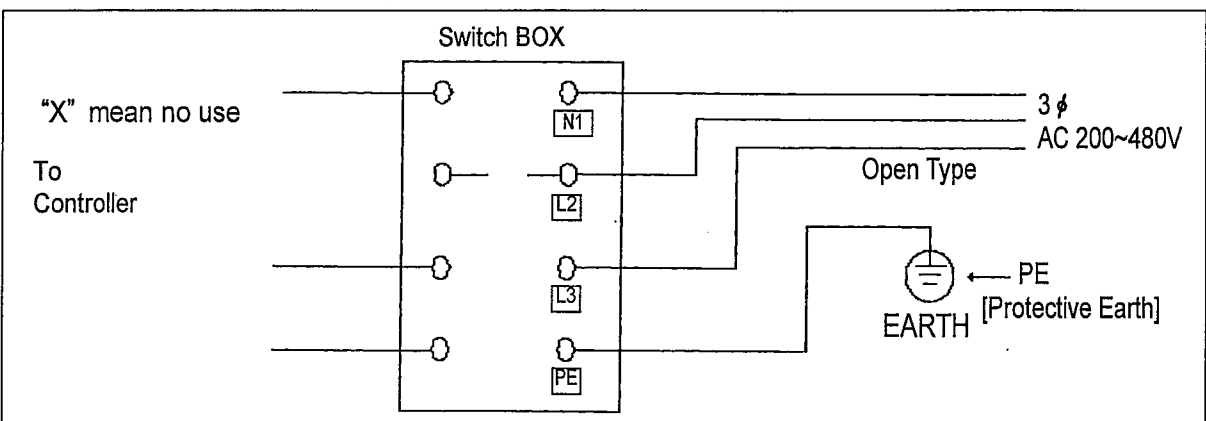 Switch BOX
“X” mean no use
N1
3 ϕ
AC 200~480V
To
Controller
Open Type
L2
L3
PE
[Protective Earth]
EARTH
PE